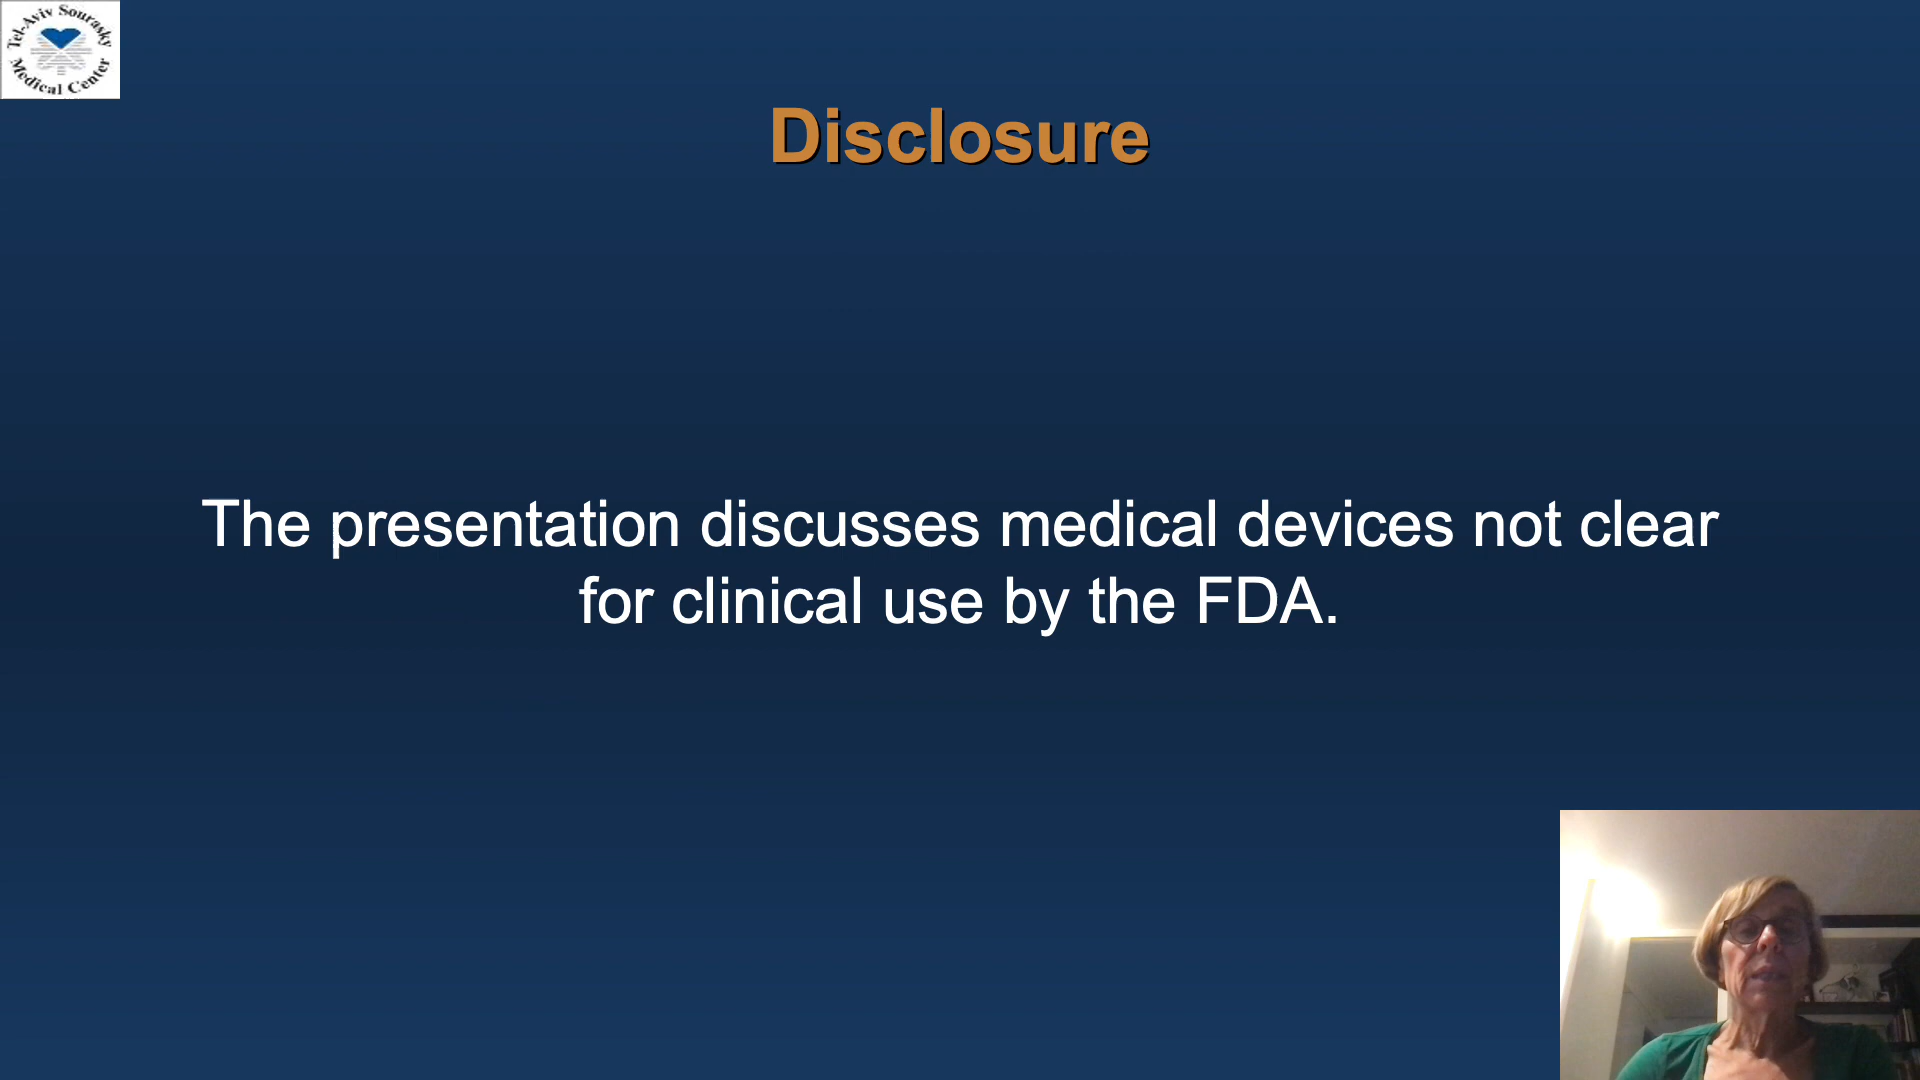 Tel-Aviv Sourasky
Medical Center
Disclosure
The presentation discusses medical devices not clear
for clinical use by the FDA.